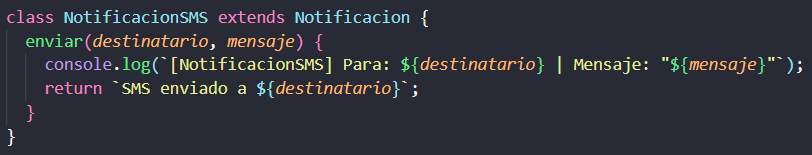 class NotificacionSMS extends Notificacion {
  enviar(destinatario, mensaje) {
    console.log(`[NotificacionSMS] Para: ${destinatario} | Mensaje: "${mensaje}"`);
    return `SMS enviado a ${destinatario}`;
  }
}